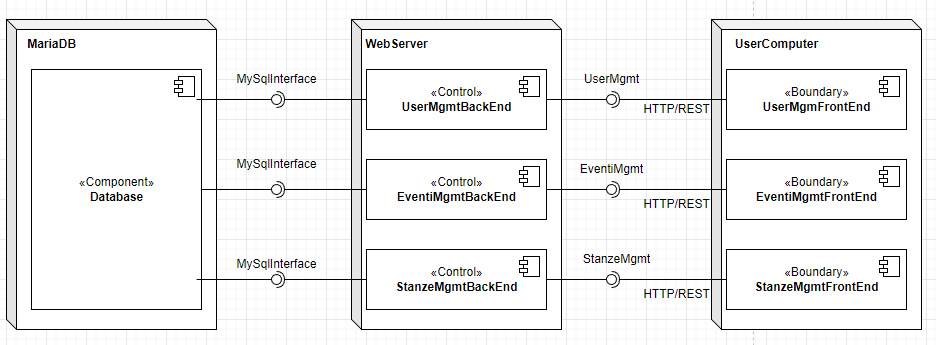 MariaDB
«Component»
Database
MySqlInterface
MySqlInterface
MySqlInterface
WebServer
«Control»
UserMgmtBackEnd
«Control»
EventiMgmtBackEnd
«Control»
StanzeMgmtBackEnd
UserMgmt
HTTP/REST
EventiMgmt
HTTP/REST
StanzeMgmt
HTTP/REST
UserComputer
«Boundary»
UserMgmFrontEnd
«Boundary»
EventiMgmtFrontEnd
«Boundary»
StanzeMgmtFrontEnd